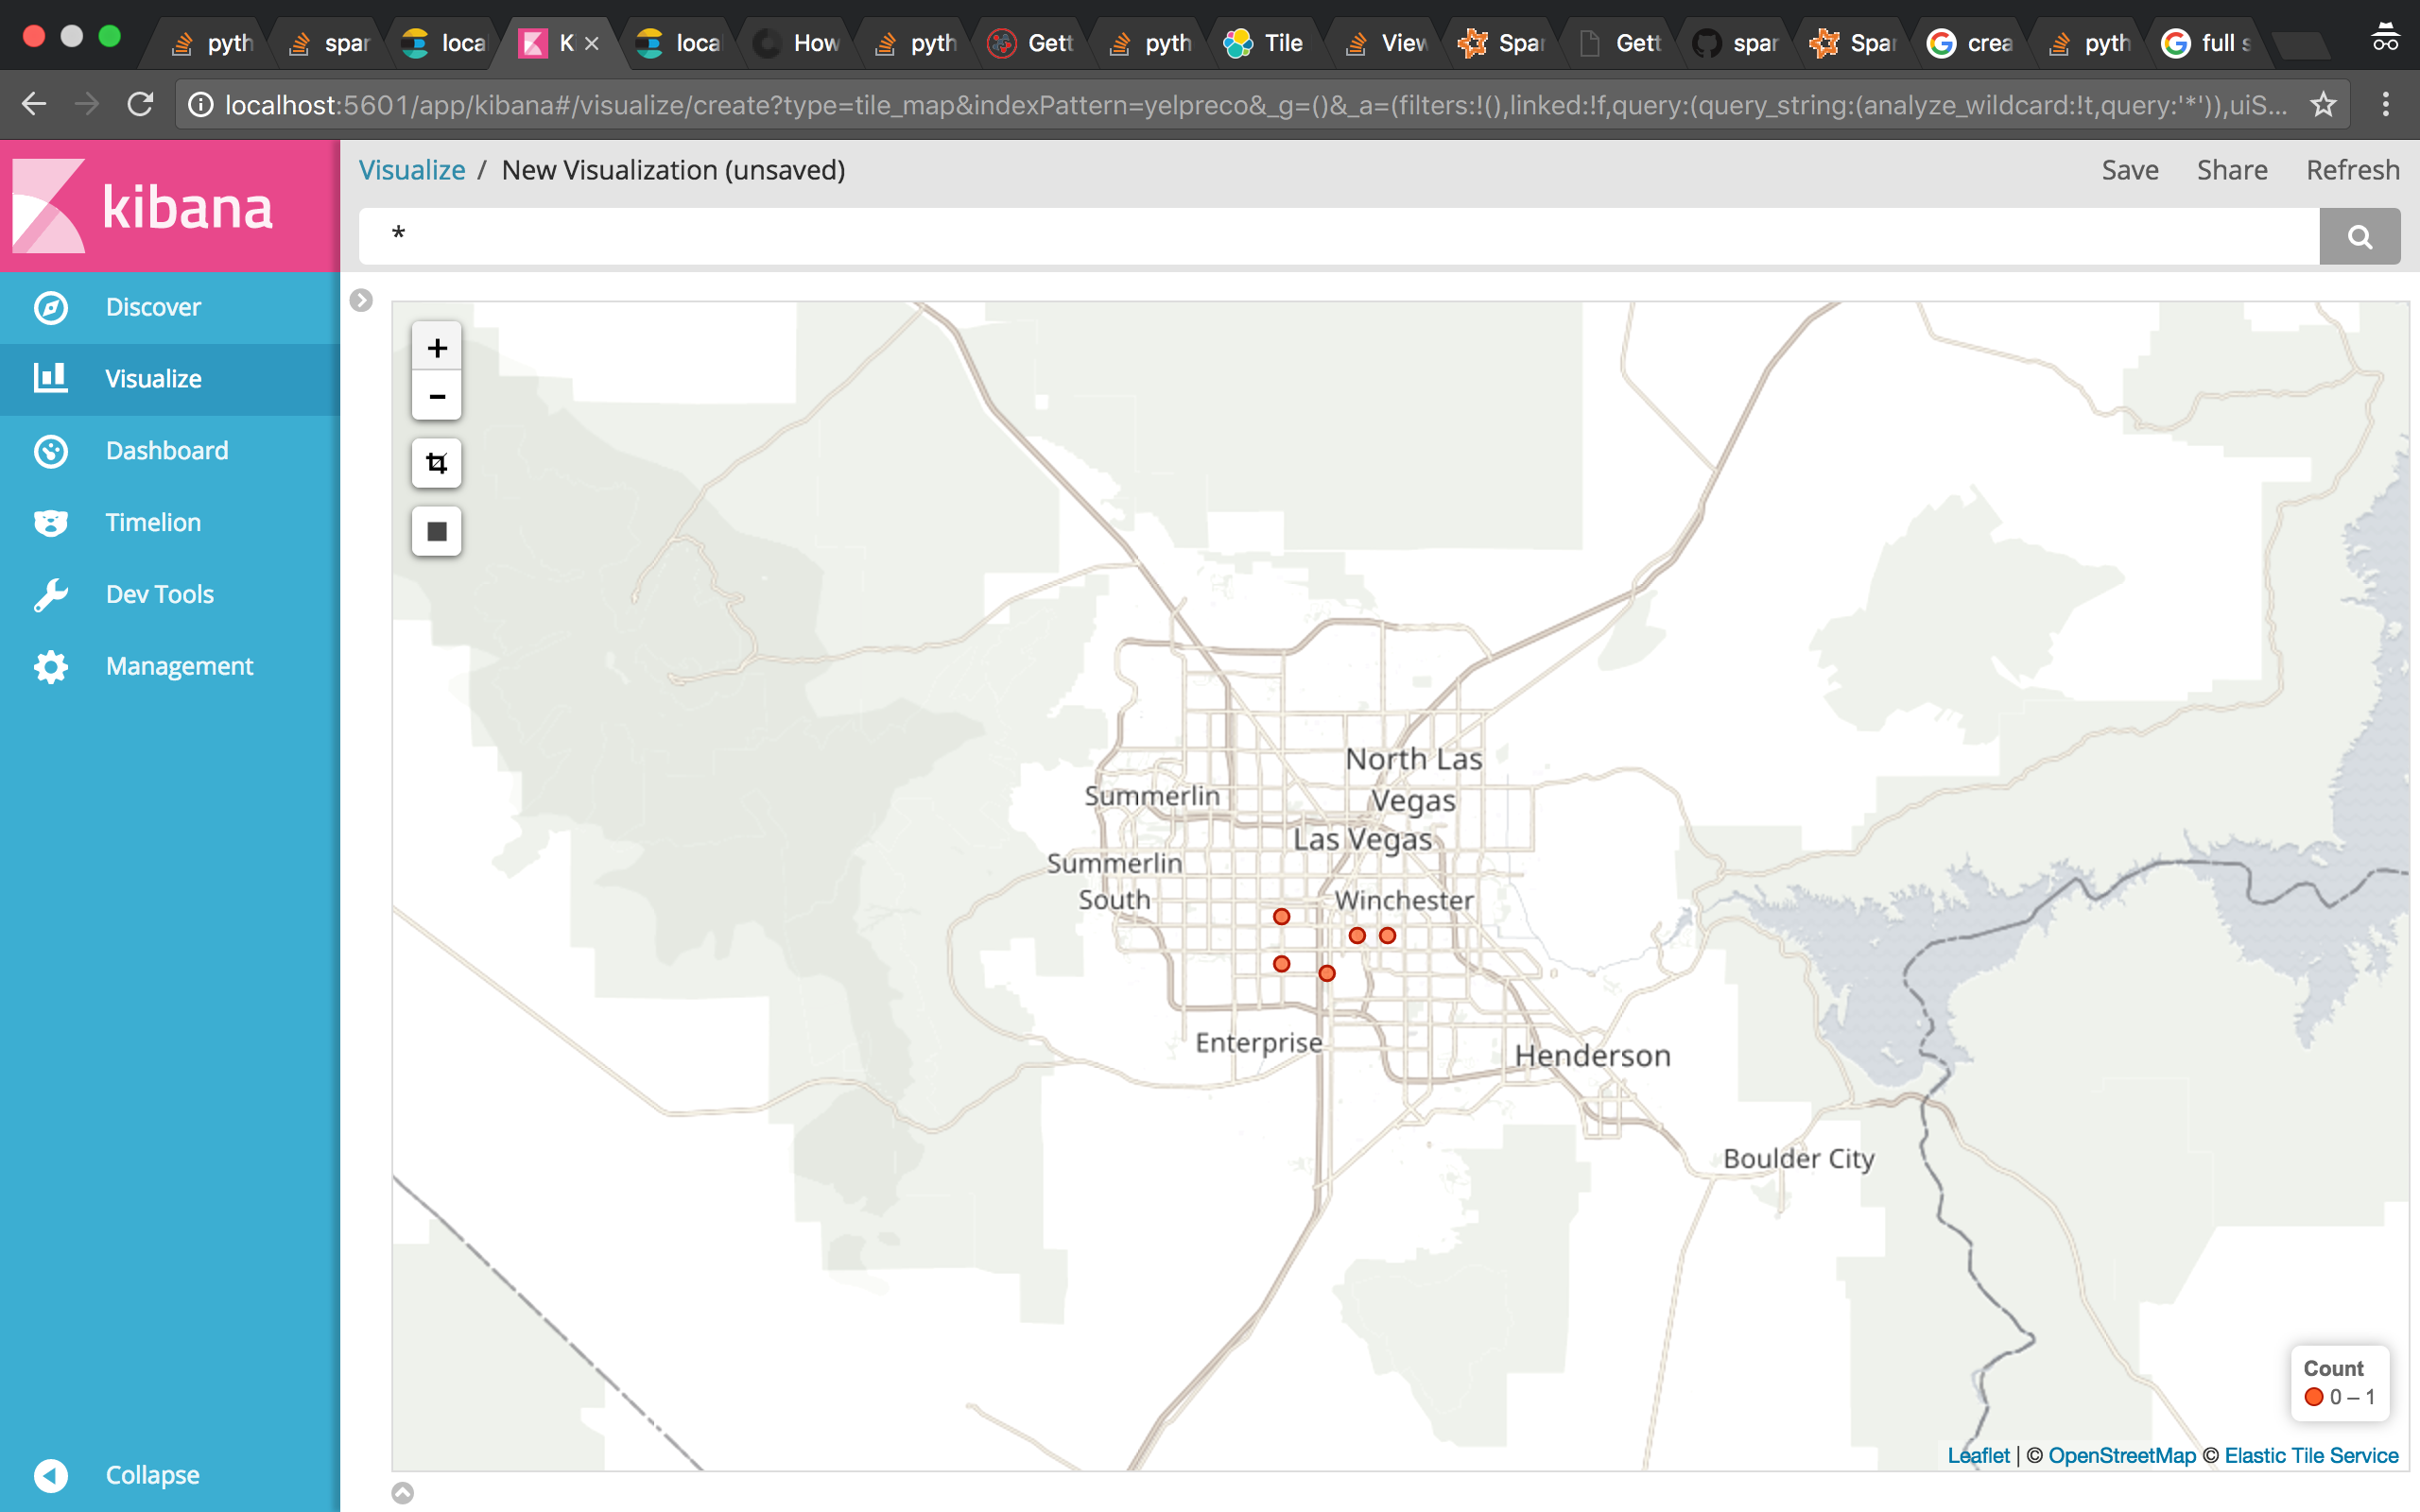 pyth
spar
loca
K
loca
How
pyth
Gett
pyth
Tile
View
Spar
Gett
spar
Spar
crea
pyth
full s
localhost:5601/app/kibana#/visualize/create?type=tile_map&indexPattern=yelpreco&_g=()&_a=(filters:!(),linked:!f,query:(query_string:(analyze_wildcard:!t,query:'*')),uiS...
kibana
Visualize / New Visualization (unsaved)
Save Share Refresh
*
Discover
Visualize
Dashboard
Timelion
Dev Tools
Management
Collapse
+
-
North Las
Vegas
Summerlin
Las Vegas
Summerlin
South
Winchester
Enterprise
Henderson
Boulder City
Count
0 – 1
Leaflet | © OpenStreetMap © Elastic Tile Service